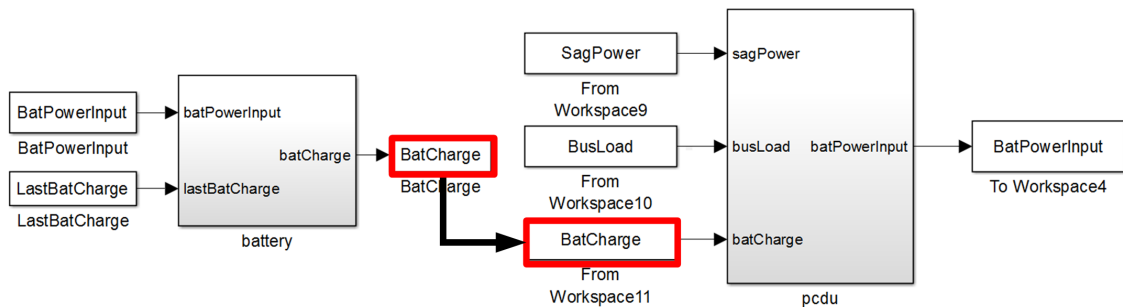 BatPowerInput
BatPowerInput
LastBatCharge
LastBatCharge
batPowerInput
batCharge
lastBatCharge
battery
BatCharge
BatCharge
SagPower
From
Workspace9
BusLoad
From
Workspace10
BatCharge
From
Workspace11
sagPower
busLoad
batPowerInput
batCharge
pcdu
BatPowerInput
To Workspace4